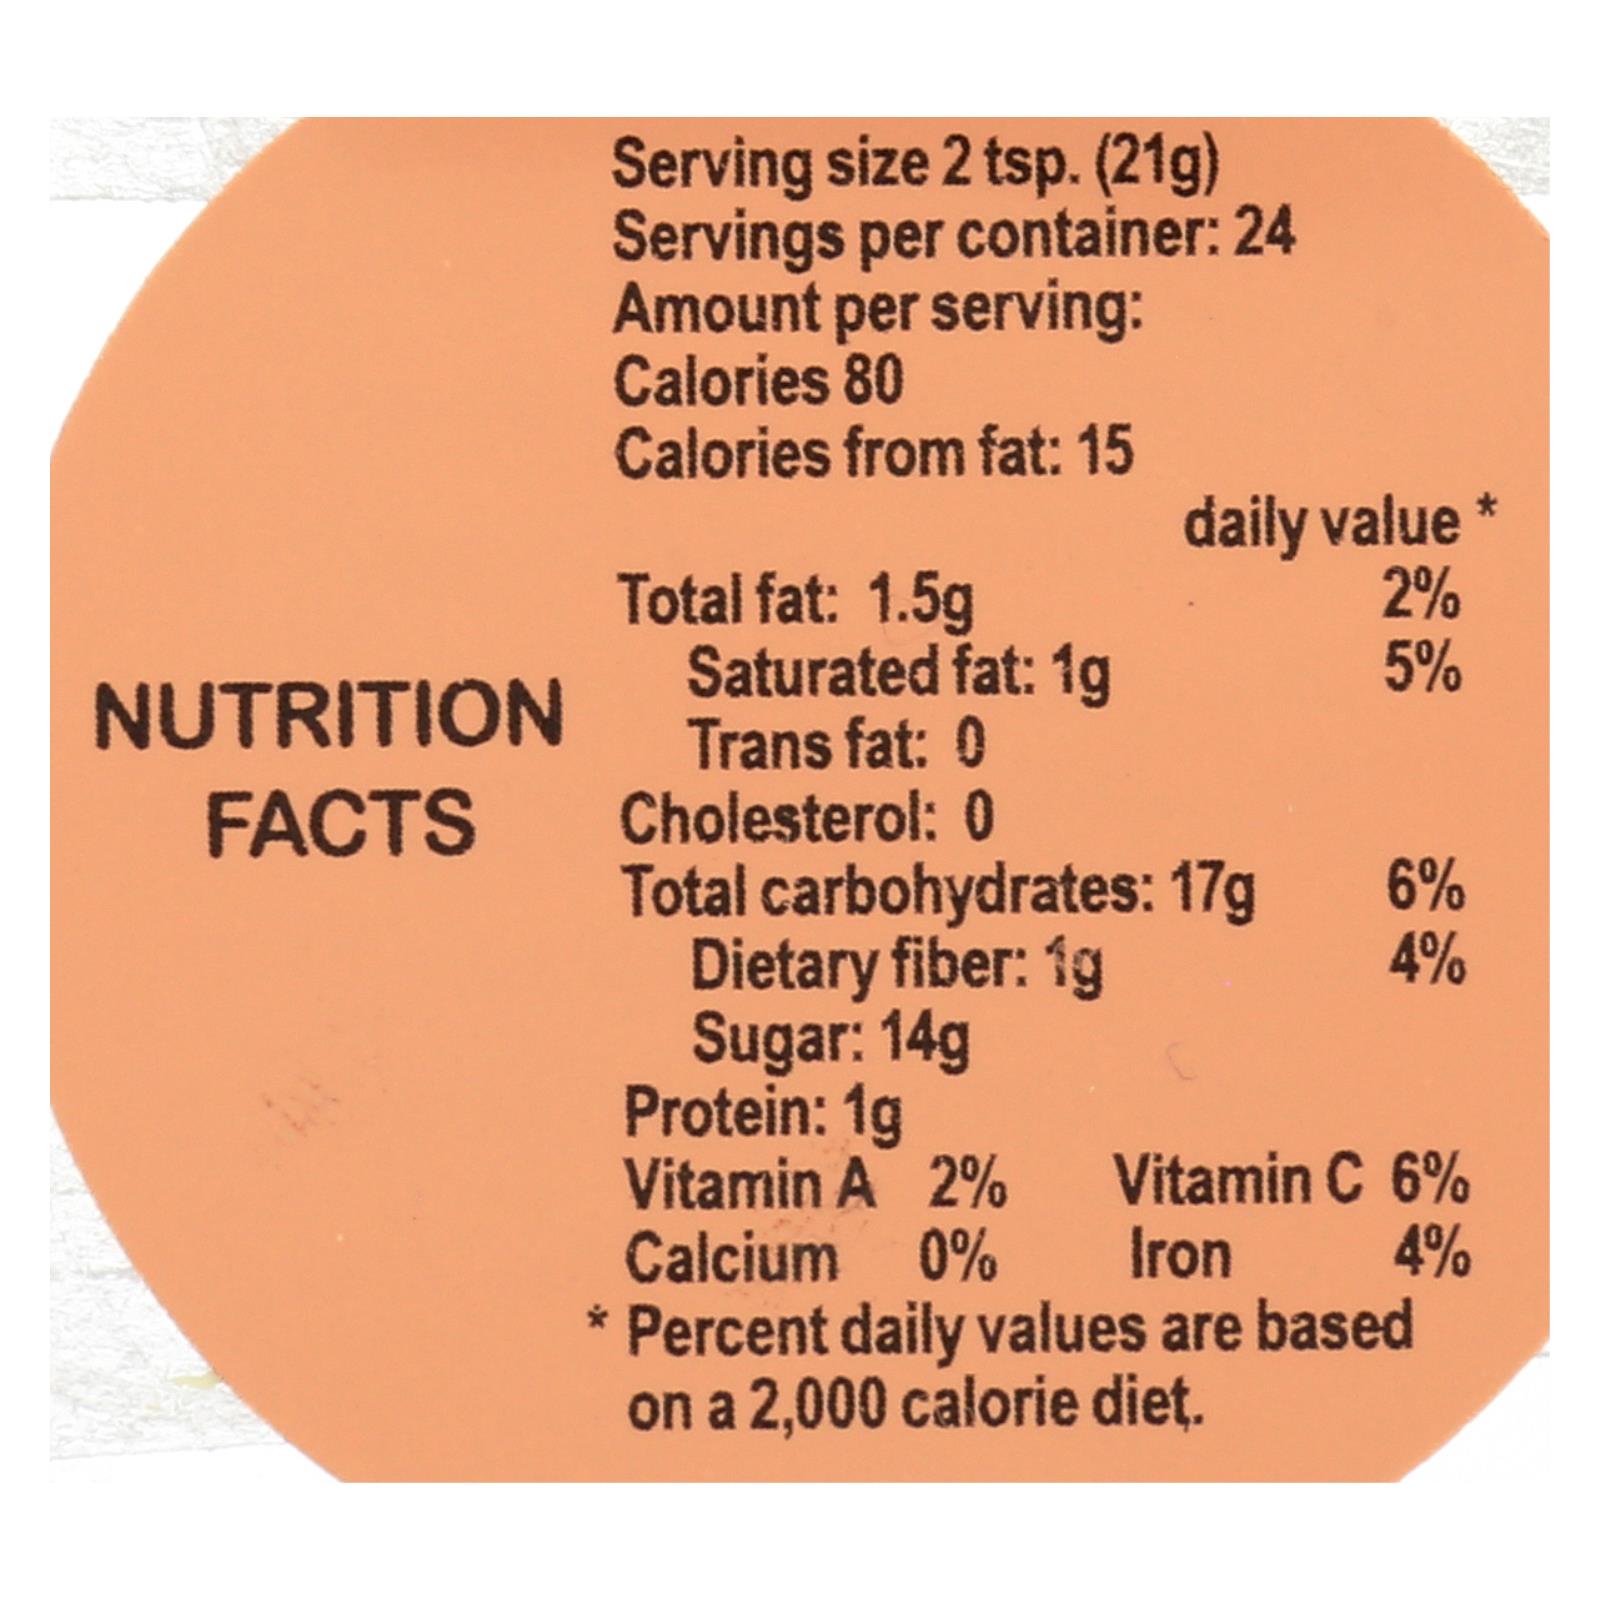 NUTRITION
FACTS
Serving size 2 tsp. (21g)
Servings per container: 24
Amount per serving:
Calories 80
Calories from fat: 15
daily value *
Total fat: 1.5g 2%
Saturated fat: 1g 5%
Trans fat: 0
Cholesterol: 0
Total carbohydrates: 17g 6%
Dietary fiber: 1g 4%
Sugar: 14g
Protein: 1g
Vitamin A 2% Vitamin C 6%
Calcium 0% Iron 4%
* Percent daily values are based
on a 2,000 calorie diet.